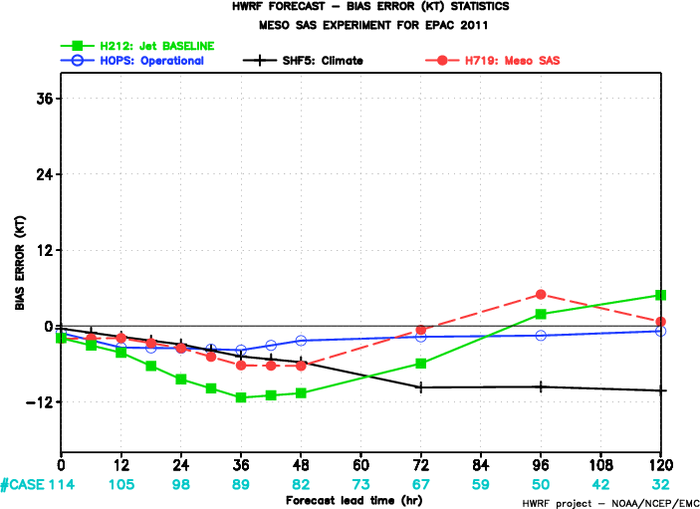 HWRF FORECAST – BIAS ERROR (KT) STATISTICS
MESO SAS EXPERIMENT FOR EPAC 2011
H212: Jet BASELINE
HOPS: Operational SHF5: Climate H719: Meso SAS
36
24
12
0
−12
BIAS ERROR (KT)
0 12 24 36 48 60 72 84 96 108 120
#CASE 114 105 98 89 82 73 67 59 50 42 32
Forecast lead time (hr)
HWRF project – NOAA/NCEP/EMC